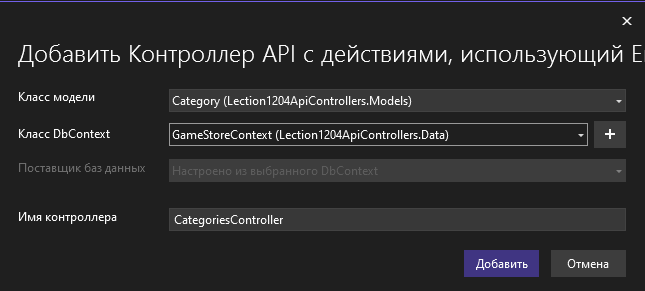 Добавить Контроллер API с действиями, использующий
Класс модели
Category (Lection1204ApiControllers.Models)
Класс DbContext
GameStoreContext (Lection1204ApiControllers.Data)
+
Поставщик баз данных
Настроено из выбранного DbContext
Имя контроллера
CategoriesController
Добавить
Отмена